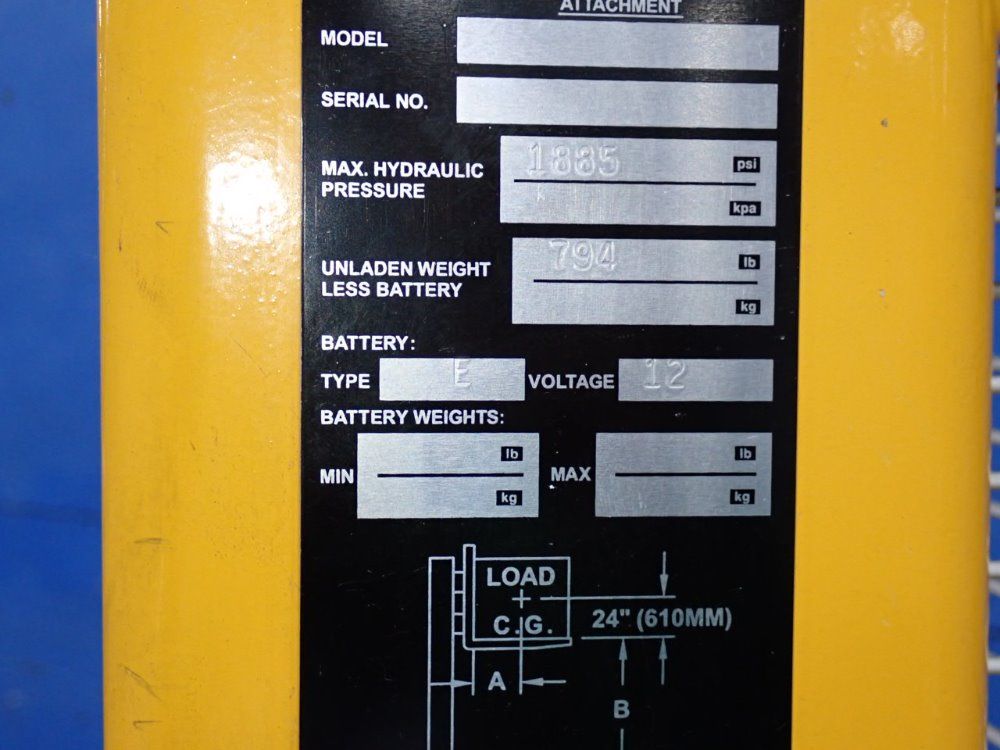 ATTACHMENT
MODEL
SERIAL NO.
MAX. HYDRAULIC PRESSURE 1885 psi
kpa
UNLADEN WEIGHT LESS BATTERY 794 lb
kg
BATTERY:
TYPE E VOLTAGE 12
BATTERY WEIGHTS:
MIN lb kg MAX lb kg
LOAD
C.G.
24" (610MM)
A
B